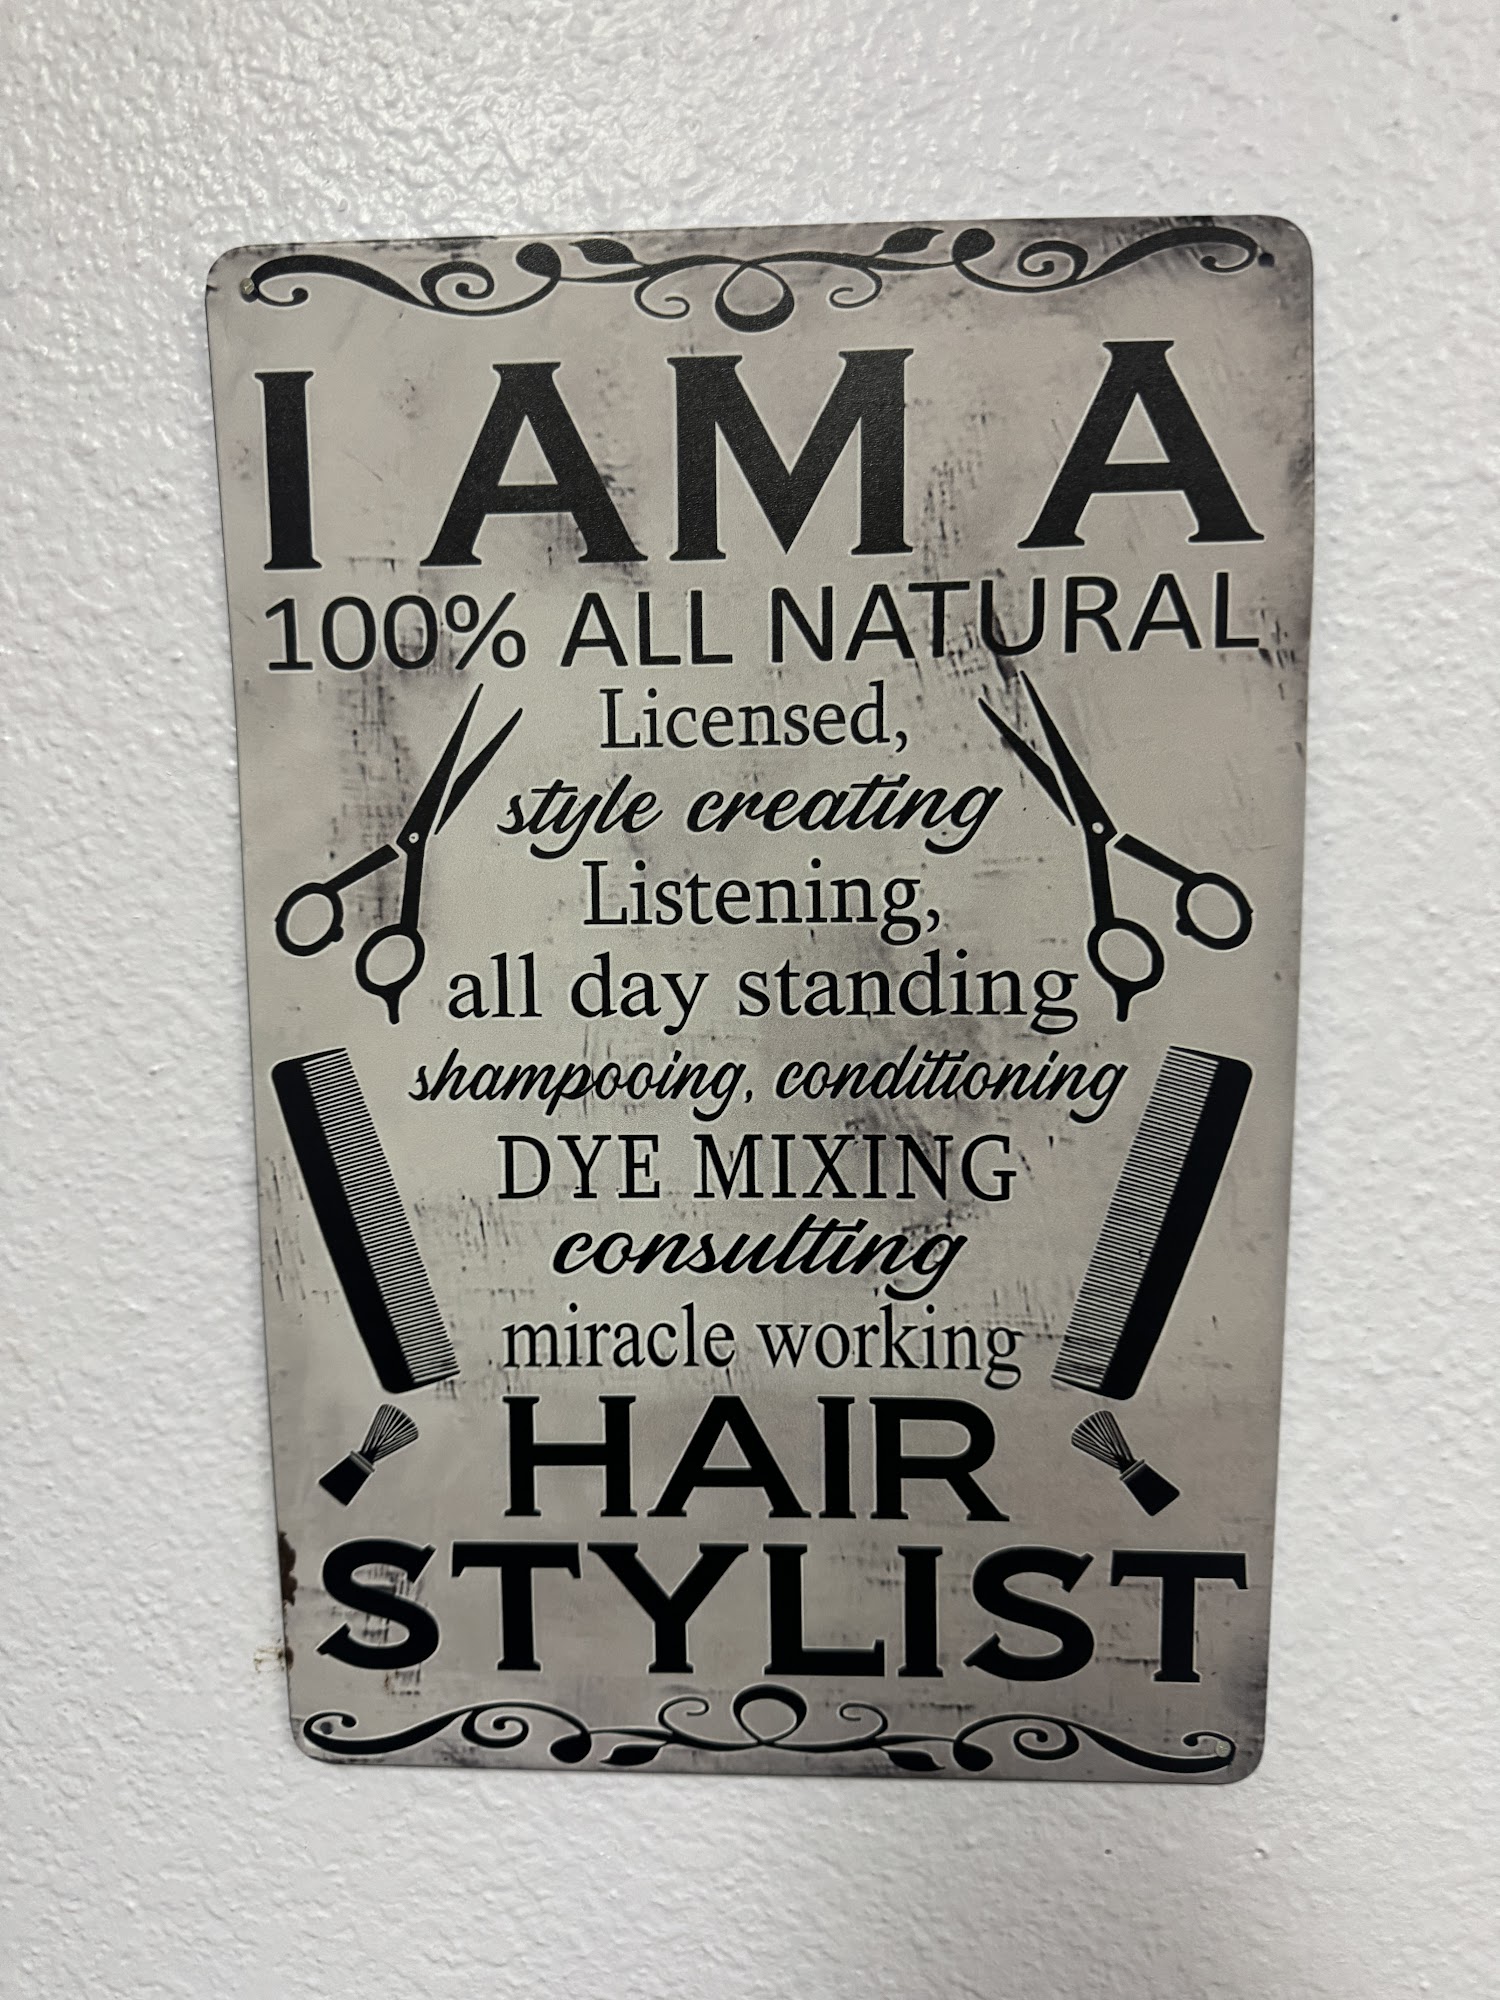 I AM A
100% ALL NATURAL
Licensed,
style creating
Listening,
all day standing
shampooing, conditioning
DYE MIXING
consulting
miracle working
HAIR
STYLIST